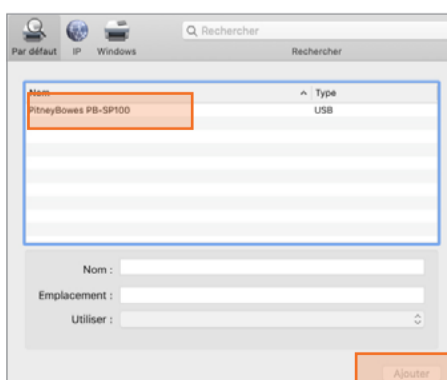 Rechercher
Par défaut IP Windows Rechercher
Nom Type
PitneyBowes PB-SP100 USB
Nom :
Emplacement :
Utiliser :
Ajouter